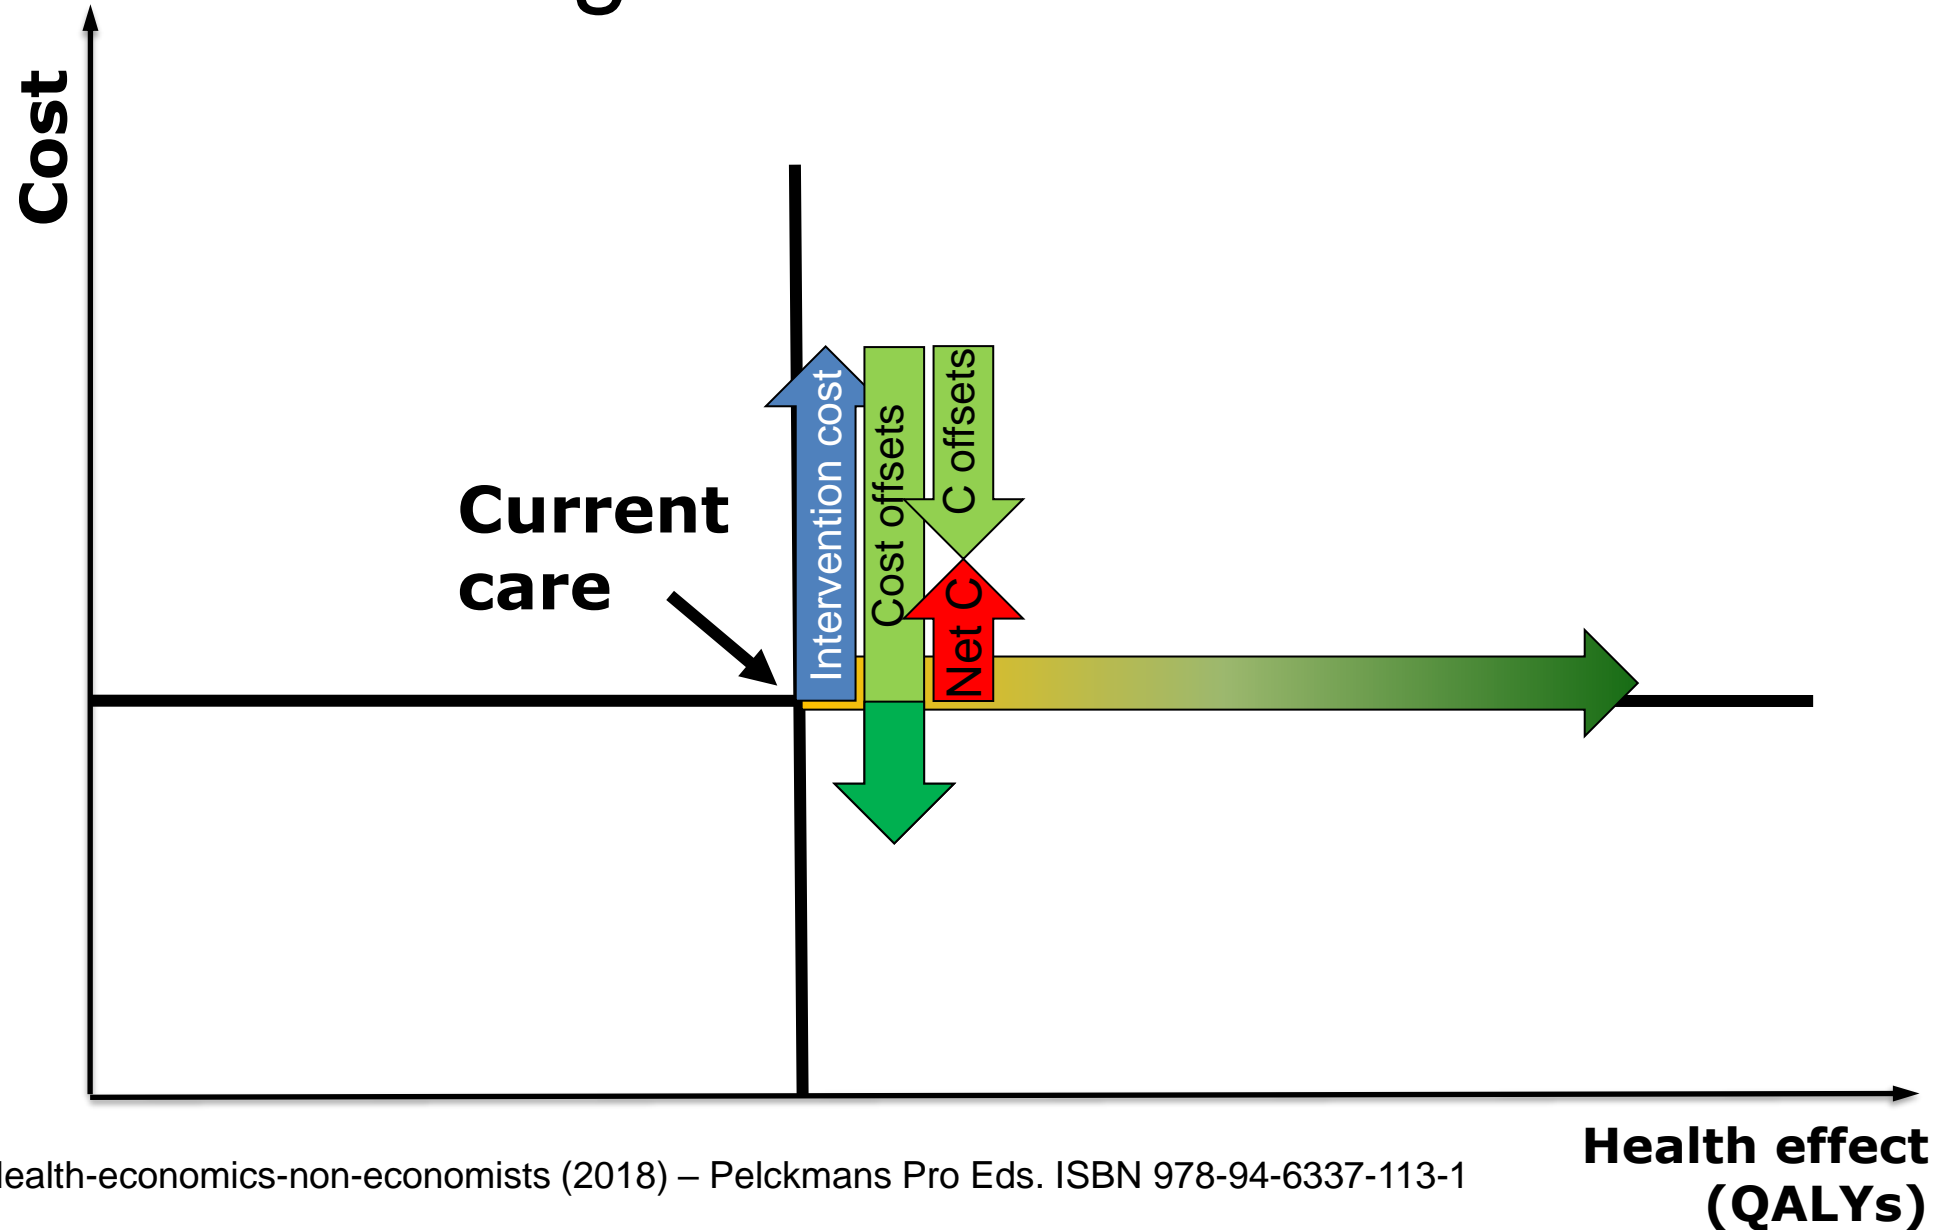 Cost
Current
care
Intervention cost
Cost offsets
C offsets
Net C
Health effect
(QALYs)
ealth-economics-non-economists (2018) – Pelckmans Pro Eds. ISBN 978-94-6337-113-1